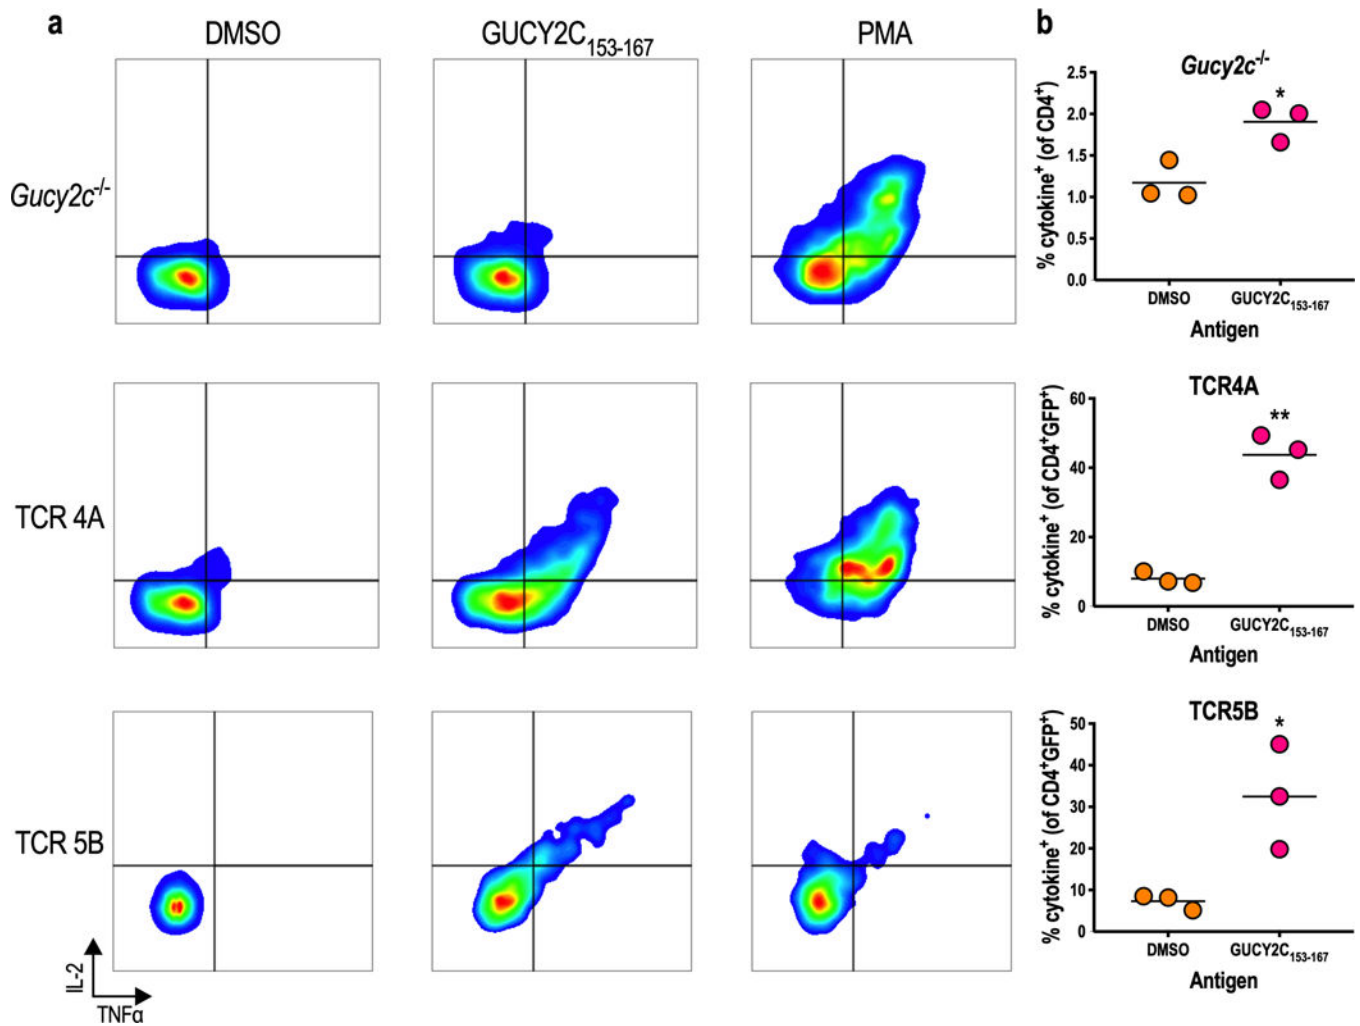 a
DMSO
GUCY2C153-167
PMA
Gucy2c-/-
TCR 4A
TCR 5B
IL-2
TNFα
b
Gucy2c-/-
% cytokine+ (of CD4+)
2.5
2.0
1.5
1.0
0.5
0.0
*
DMSO
GUCY2C153-167
Antigen
TCR4A
% cytokine+ (of CD4+GFP+)
60
40
20
0
**
DMSO
GUCY2C153-167
Antigen
TCR5B
% cytokine+ (of CD4+GFP+)
50
40
30
20
10
0
*
DMSO
GUCY2C153-167
Antigen